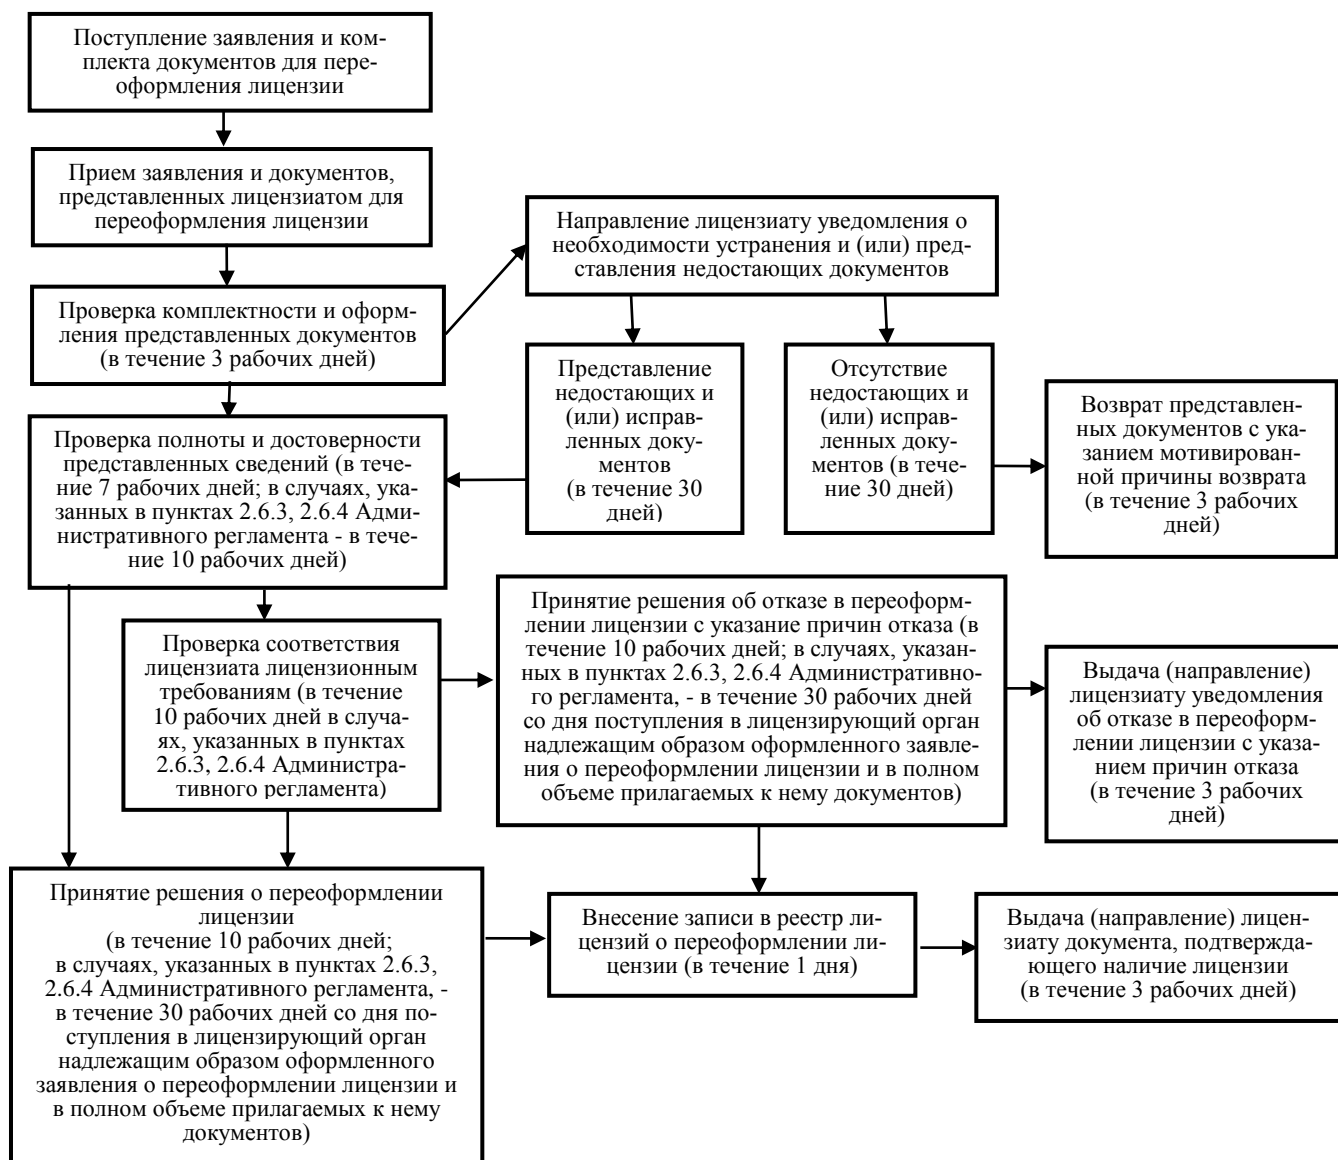 Поступление заявления и ком-
плекта документов для пере-
оформления лицензии
Прием заявления и документов,
представленных лицензиатом для
переоформления лицензии
Направление лицензиату уведомления о
необходимости устранения и (или) пред-
ставления недостающих документов
Проверка комплектности и оформ-
ления представленных документов
(в течение 3 рабочих дней)
Представление
недостающих и
(или) исправ-
ленных доку-
ментов
(в течение 30
дней)
Отсутствие
недостающих и
(или) исправ-
ленных доку-
ментов (в тече-
ние 30 дней)
Возврат представлен-
ных документов с ука-
занием мотивирован-
ной причины возврата
(в течение 3 рабочих
дней)
Проверка полноты и достоверности
представленных сведений (в тече-
ние 7 рабочих дней; в случаях, ука-
занных в пунктах 2.6.3, 2.6.4 Адми-
нистративного регламента - в тече-
ние 10 рабочих дней)
Проверка соответствия
лицензиата лицензионным
требованиям (в течение
10 рабочих дней в случа-
ях, указанных в пунктах
2.6.3, 2.6.4 Администра-
тивного регламента)
Принятие решения об отказе в переоформ-
лении лицензии с указание причин отказа (в
течение 10 рабочих дней; в случаях, указан-
ных в пунктах 2.6.3, 2.6.4 Административно-
го регламента, - в течение 30 рабочих дней
со дня поступления в лицензирующий орган
надлежащим образом оформленного заявле-
ния о переоформлении лицензии и в полном
объеме прилагаемых к нему документов)
Выдача (направление)
лицензиату уведомления
об отказе в переоформ-
лении лицензии с указа-
нием причин отказа
(в течение 3 рабочих
дней)
Принятие решения о переоформлении
лицензии
(в течение 10 рабочих дней;
в случаях, указанных в пунктах 2.6.3,
2.6.4 Административного регламента, -
в течение 30 рабочих дней со дня по-
ступления в лицензирующий орган
надлежащим образом оформленного
заявления о переоформлении лицензии и
в полном объеме прилагаемых к нему
документов)
Внесение записи в реестр ли-
цензий о переоформлении ли-
цензии (в течение 1 дня)
Выдача (направление) лицен-
зиату документа, подтвержда-
ющего наличие лицензии
(в течение 3 рабочих дней)